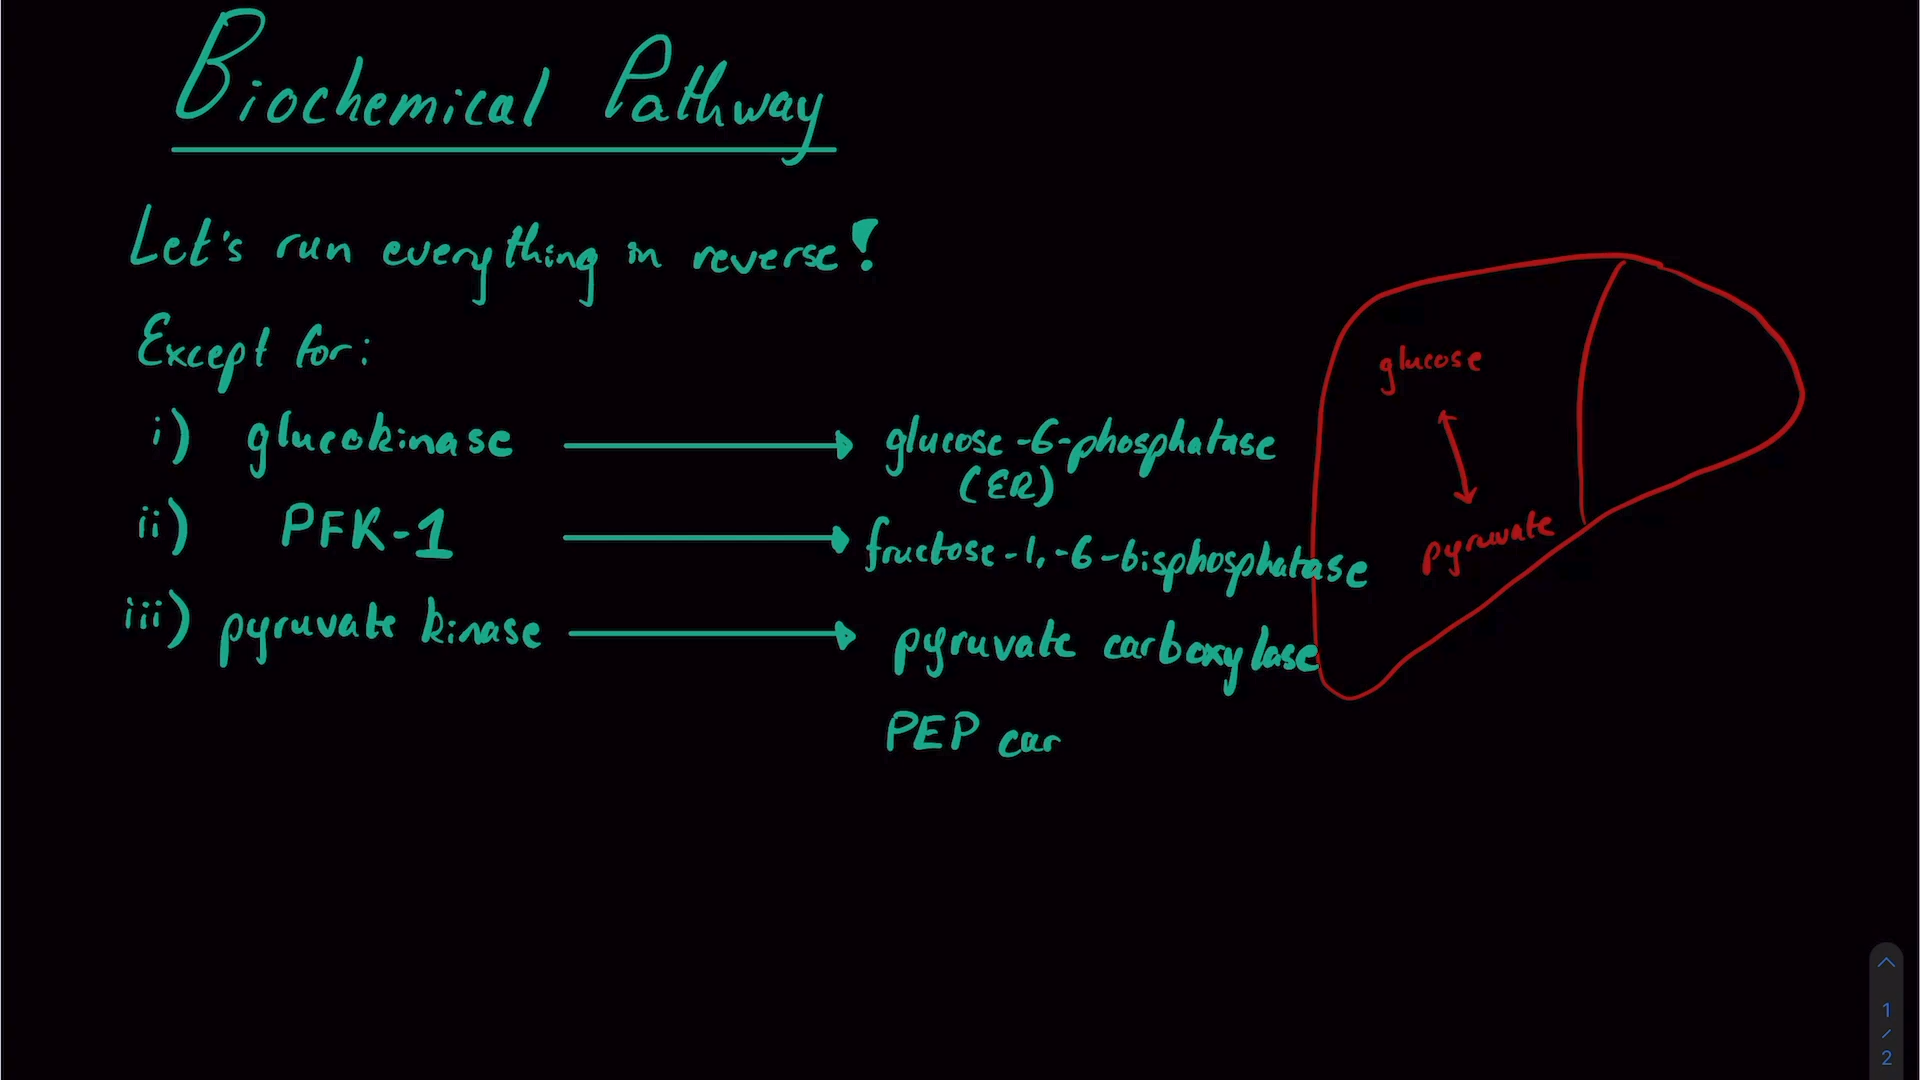 Biochemical Pathway
Let's run everything in reverse!
Except for:
i) glucokinase → glucose-6-phosphatase
(ER)
ii) PFK-1 → fructose-1,-6-bisphosphatase
iii) pyruvate kinase → pyruvate carboxylase
PEP car
glucose
pyruvate
1
/
2